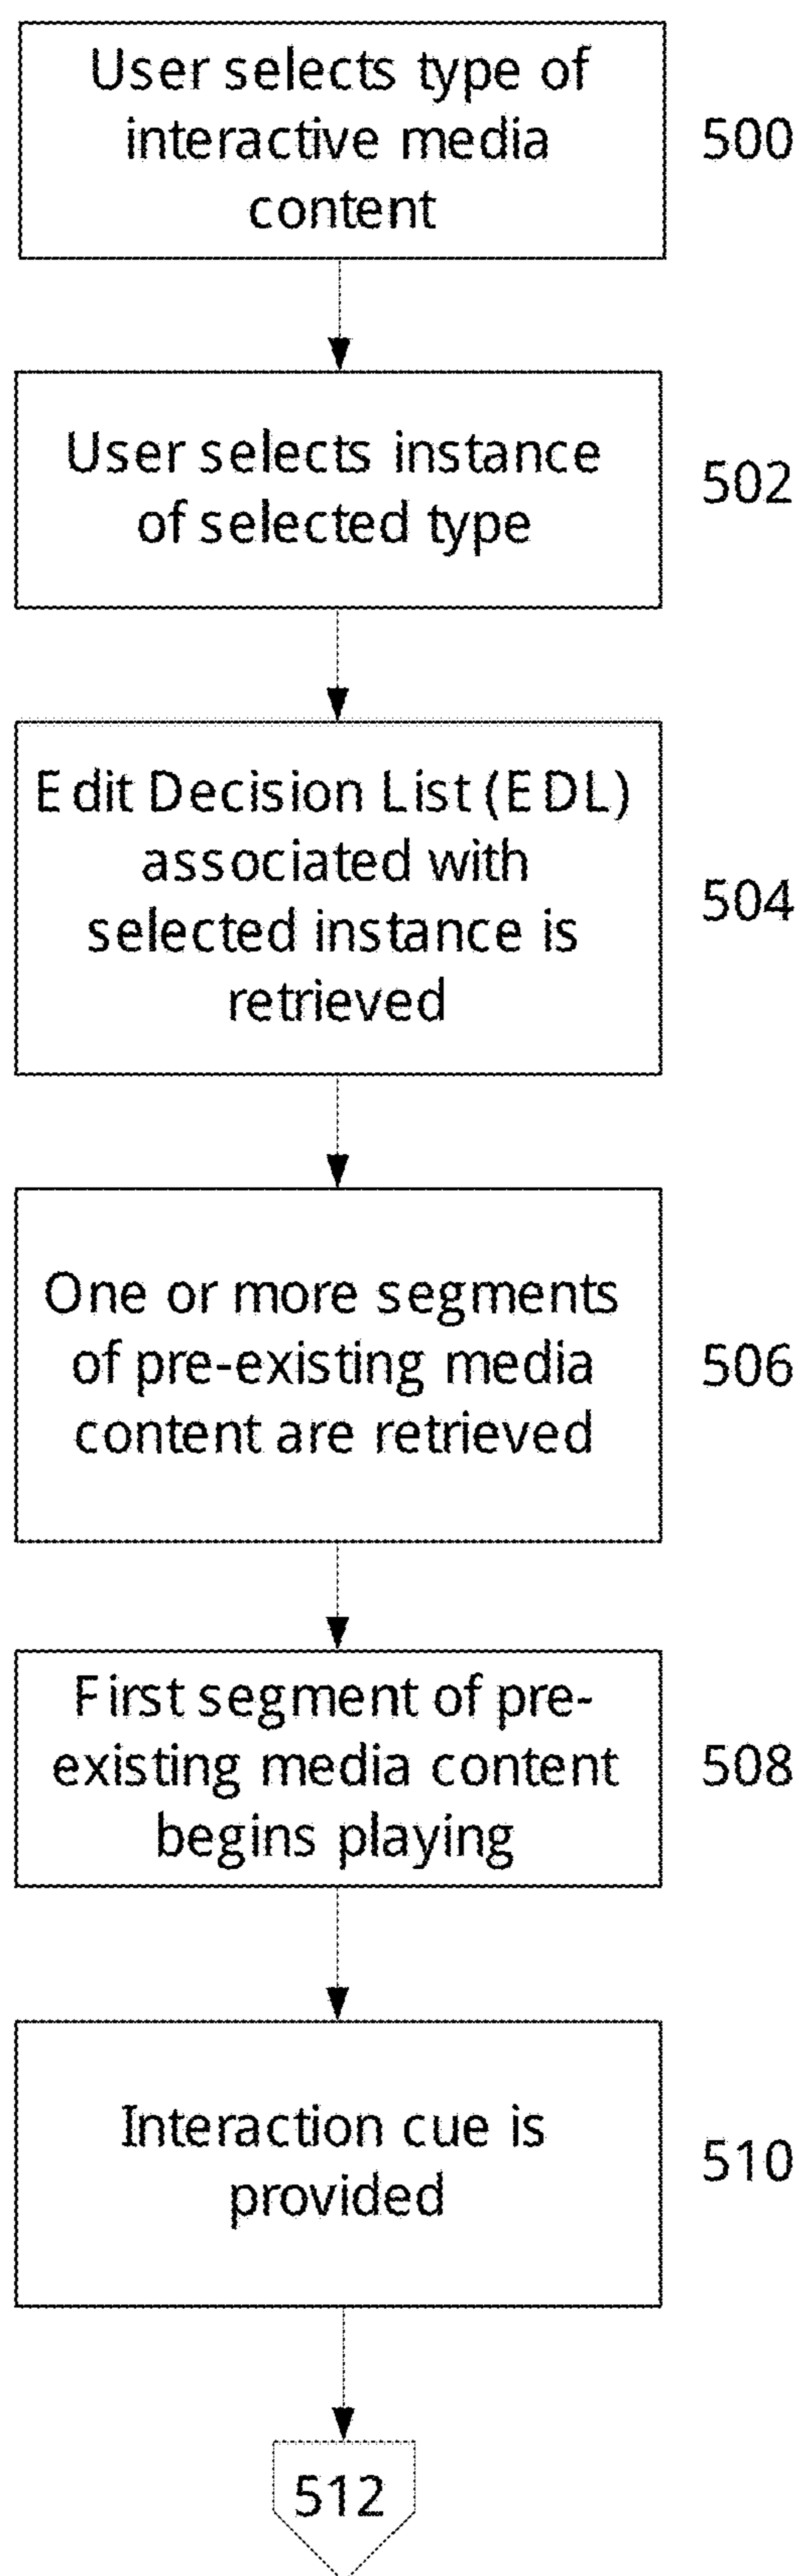 User selects type of
interactive media
content
500
User selects instance
of selected type
502
Edit Decision List (EDL)
associated with
selected instance is
retrieved
504
One or more segments
of pre-existing media
content are retrieved
506
First segment of pre-
existing media content
begins playing
508
Interaction cue is
provided
510
512